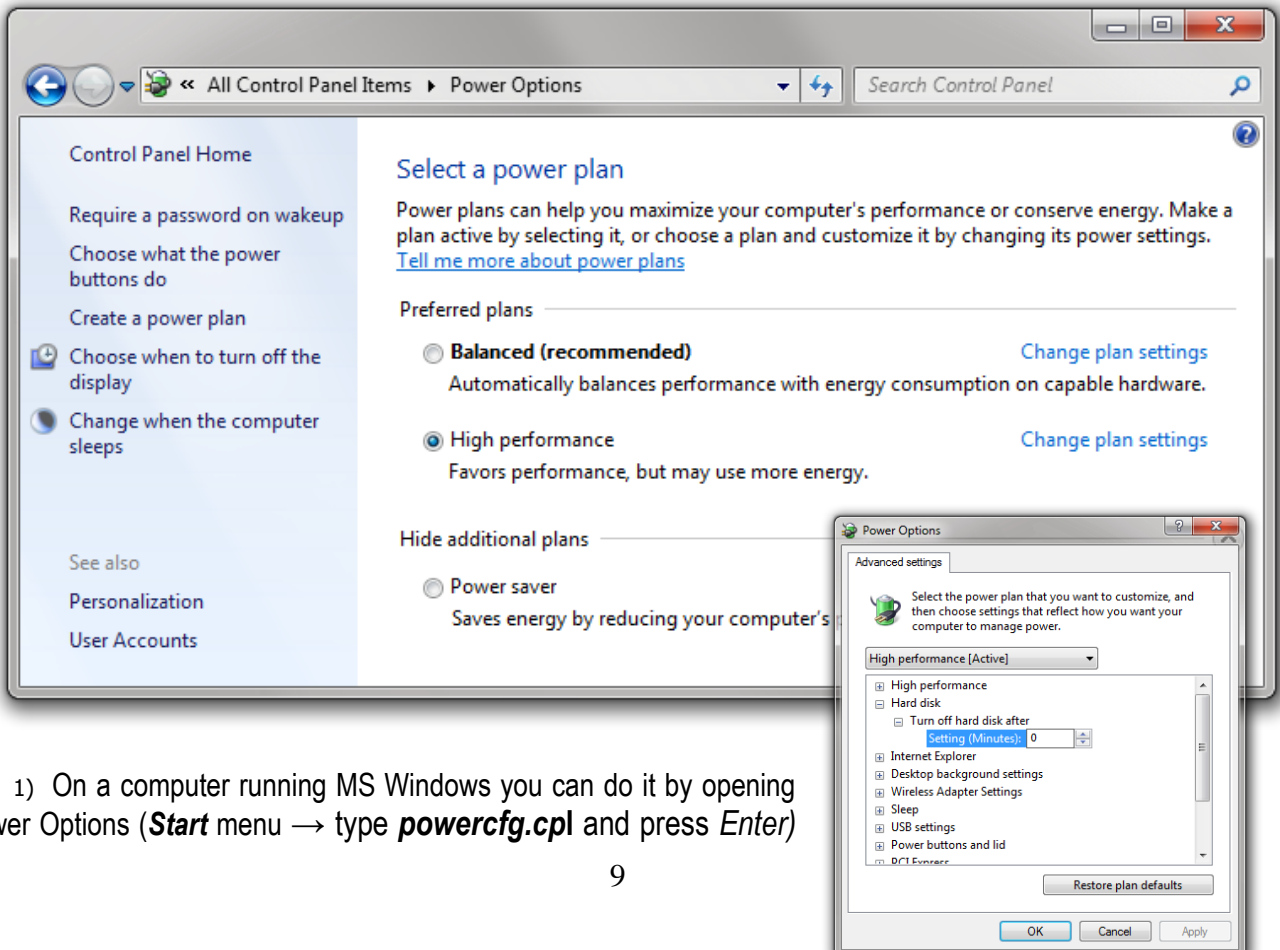 « All Control Panel Items ▸ Power Options
Search Control Panel
Control Panel Home
Require a password on wakeup
Choose what the power
buttons do
Create a power plan
Choose when to turn off the
display
Change when the computer
sleeps
See also
Personalization
User Accounts
Select a power plan
Power plans can help you maximize your computer's performance or conserve energy. Make a
plan active by selecting it, or choose a plan and customize it by changing its power settings.
Tell me more about power plans
Preferred plans
Balanced (recommended) Change plan settings
Automatically balances performance with energy consumption on capable hardware.
High performance Change plan settings
Favors performance, but may use more energy.
Hide additional plans
Power saver
Saves energy by reducing your computer's
Power Options
Advanced settings
Select the power plan that you want to customize, and
then choose settings that reflect how you want your
computer to manage power.
High performance [Active]
High performance
Hard disk
Turn off hard disk after
Setting (Minutes): 0
Internet Explorer
Desktop background settings
Wireless Adapter Settings
Sleep
USB settings
Power buttons and lid
PCI Express
Restore plan defaults
OK Cancel Apply
1) On a computer running MS Windows you can do it by opening
wer Options (Start menu → type powercfg.cpl and press Enter)
9